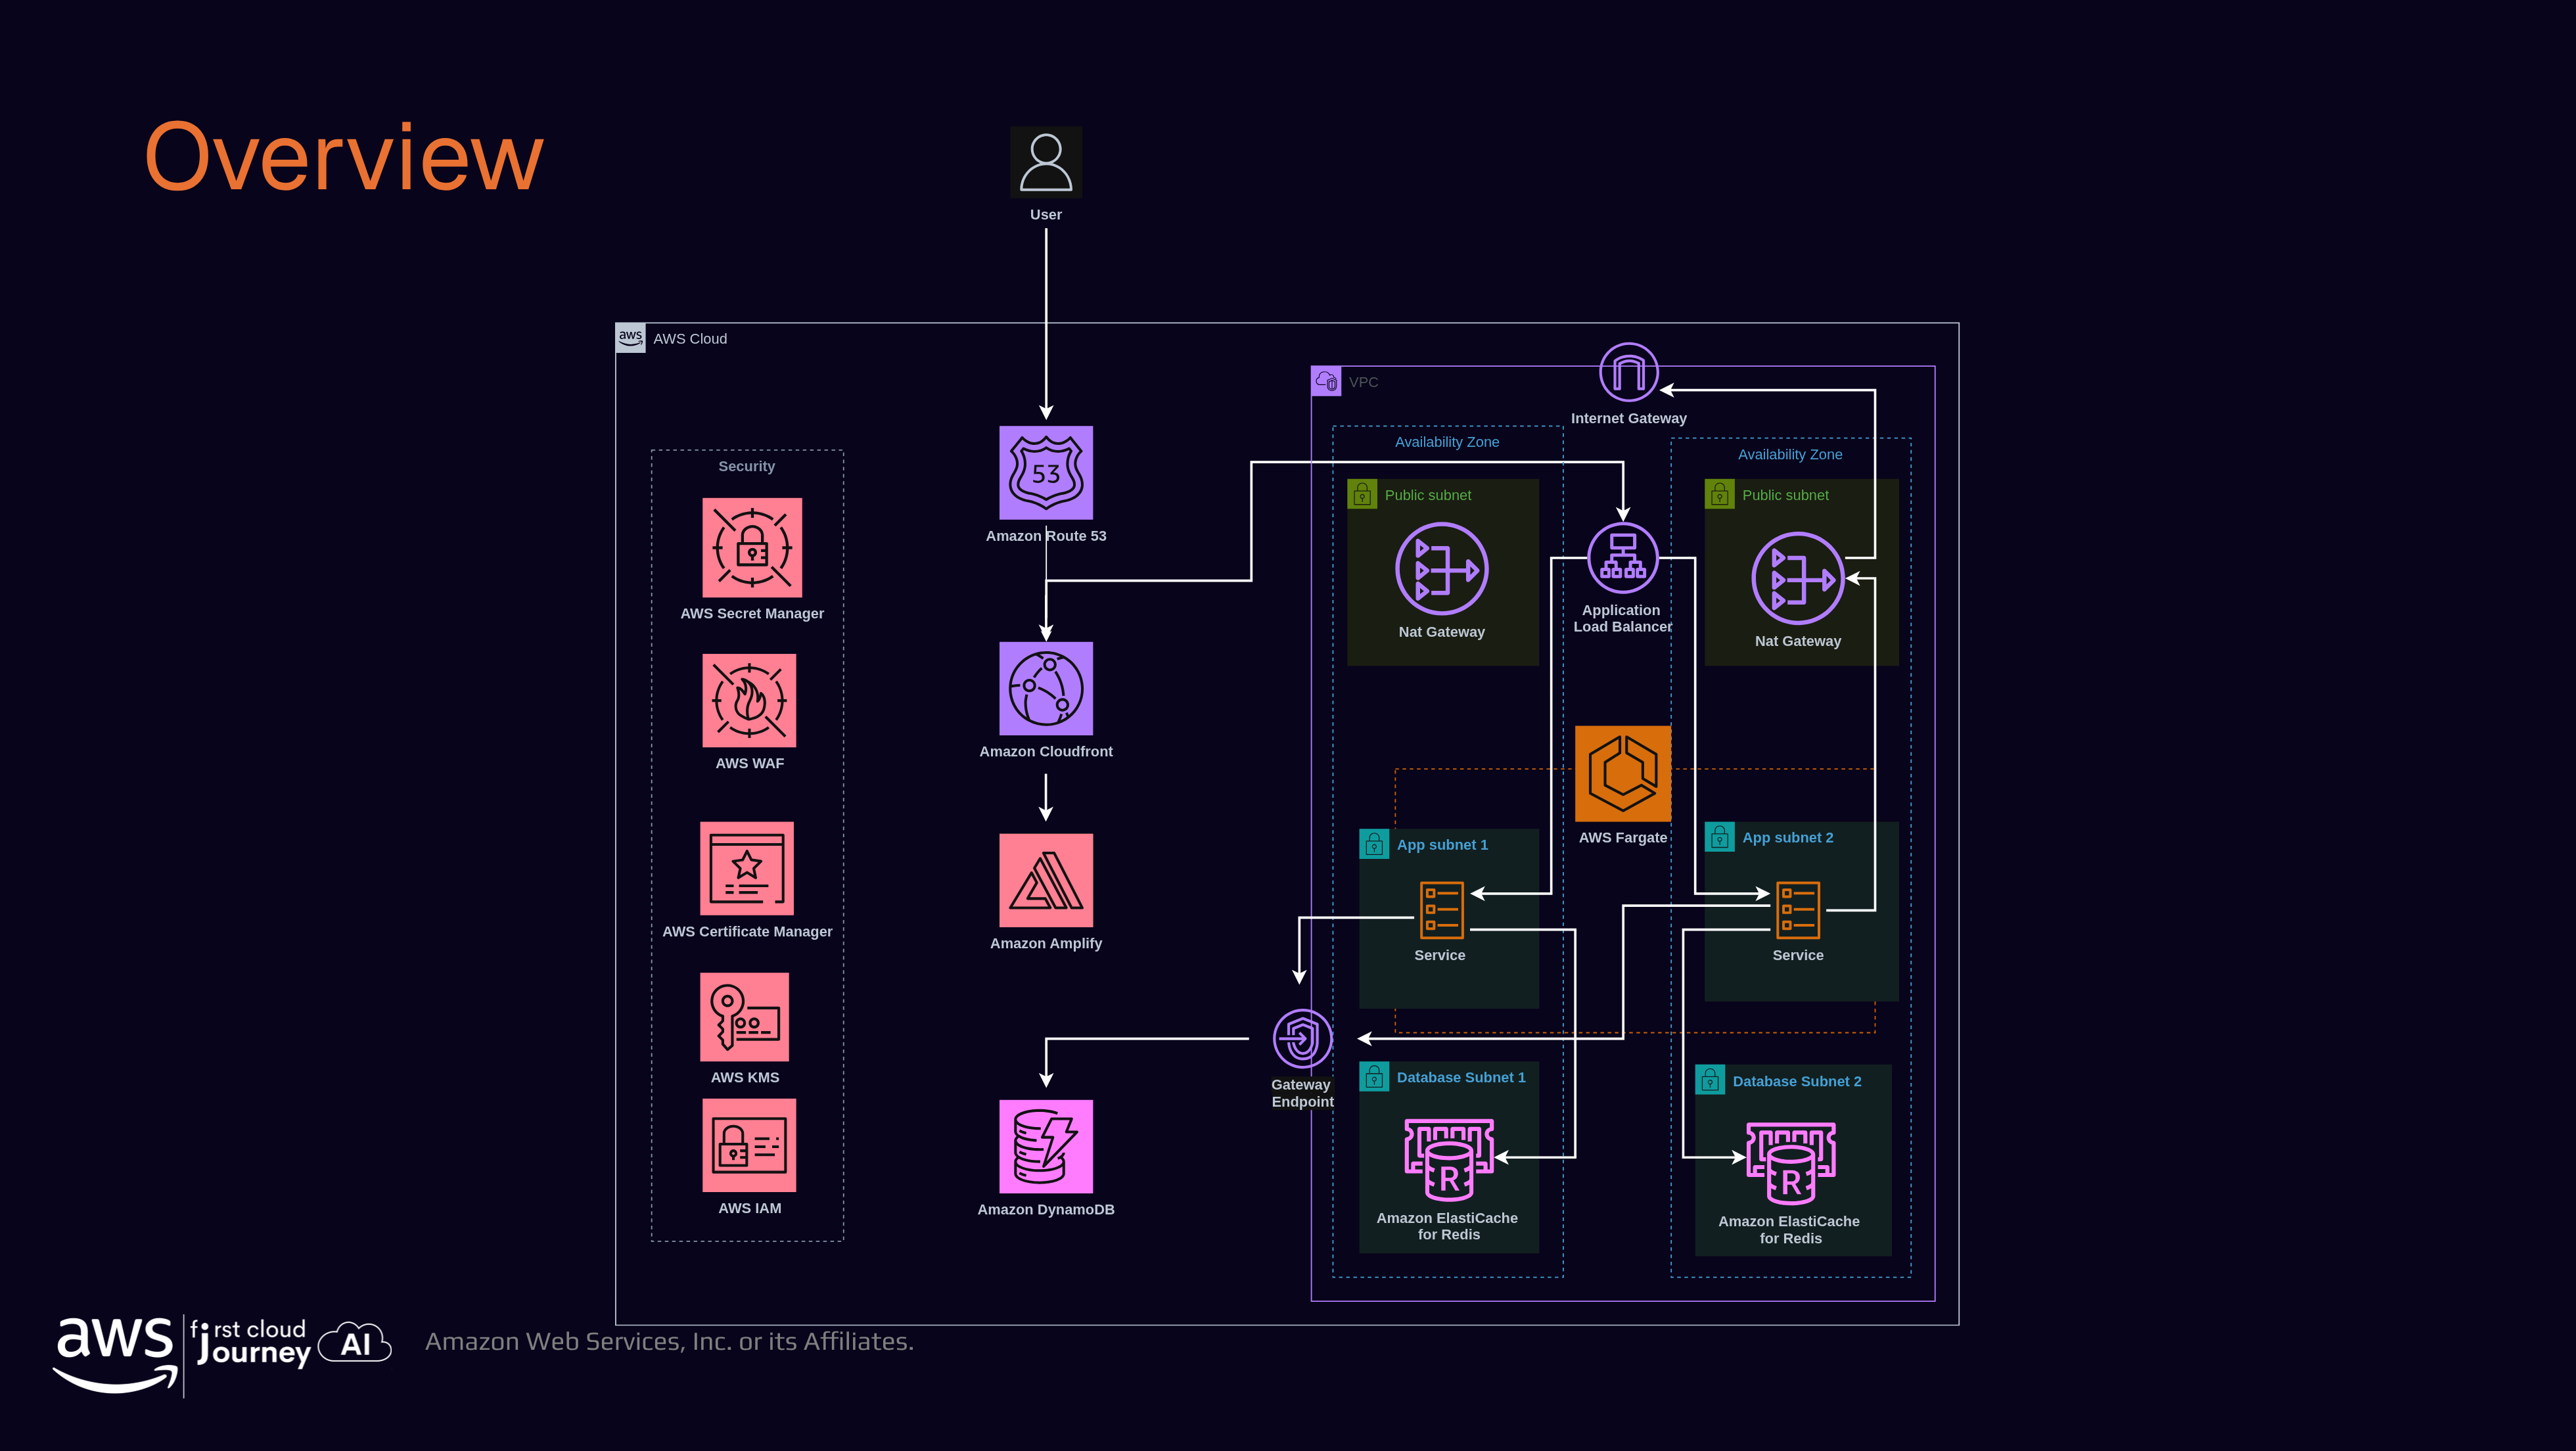 Overview
User
aws
AWS Cloud
VPC
Internet Gateway
Availability Zone
Availability Zone
Security
53
Public subnet
Public subnet
Amazon Route 53
AWS Secret Manager
Nat Gateway
Application
Load Balancer
Nat Gateway
Amazon Cloudfront
AWS WAF
AWS Fargate
App subnet 1
App subnet 2
AWS Certificate Manager
Amazon Amplify
Service
Service
AWS KMS
Gateway
Endpoint
Database Subnet 1
Database Subnet 2
R
R
AWS IAM
Amazon DynamoDB
Amazon ElastiCache
for Redis
Amazon ElastiCache
for Redis
aws
first cloud
journey
AI
Amazon Web Services, Inc. or its Affiliates.